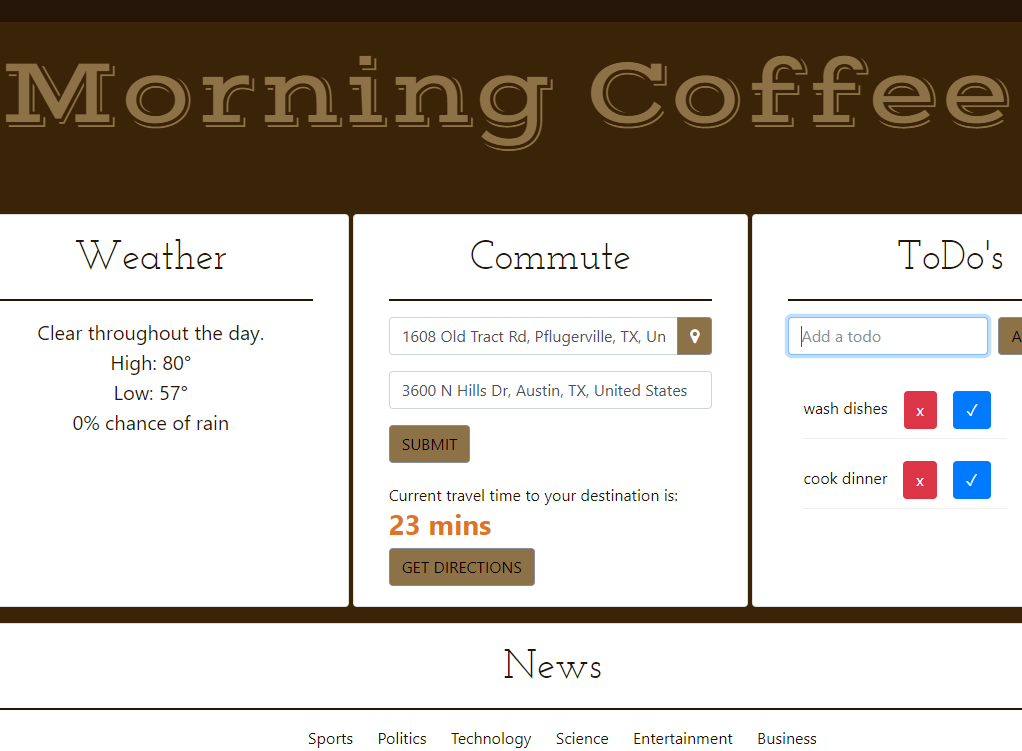 Morning Coffee
Weather
Clear throughout the day.
High: 80°
Low: 57°
0% chance of rain
Commute
1608 Old Tract Rd, Pflugerville, TX, Un
3600 N Hills Dr, Austin, TX, United States
SUBMIT
Current travel time to your destination is:
23 mins
GET DIRECTIONS
ToDo's
Add a todo
A
wash dishes x ✓
cook dinner x ✓
News
Sports Politics Technology Science Entertainment Business